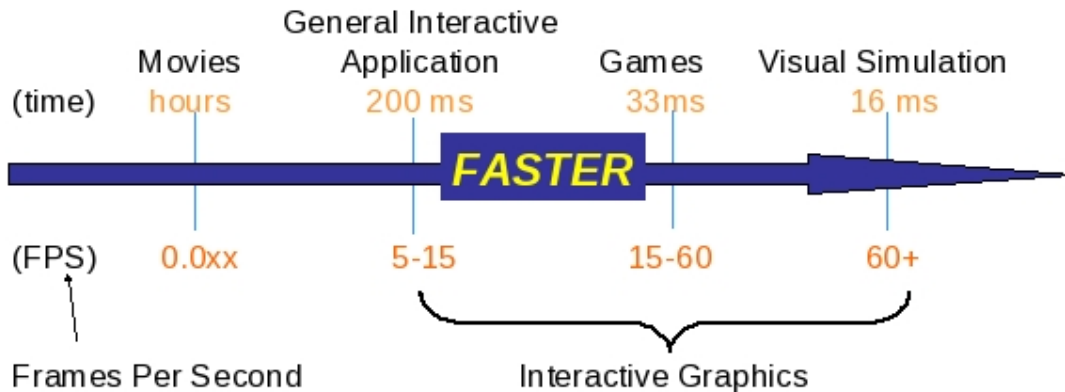 General Interactive
Movies Application Games Visual Simulation
(time) hours 200 ms 33ms 16 ms
FASTER
(FPS) 0.0xx 5-15 15-60 60+
Frames Per Second Interactive Graphics